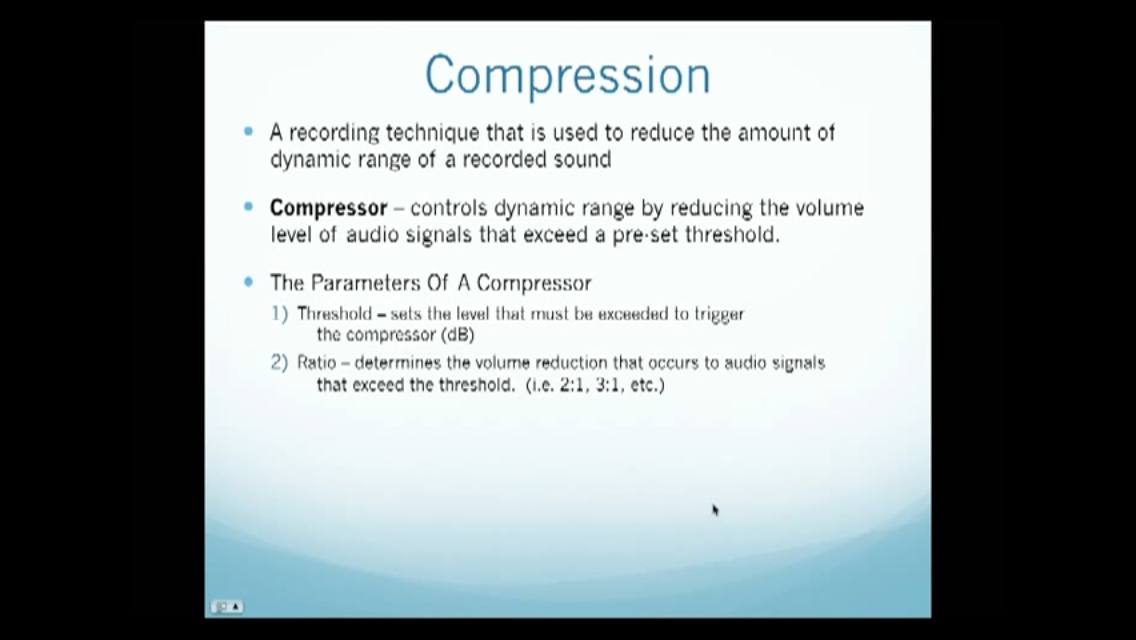 Compression
• A recording technique that is used to reduce the amount of
dynamic range of a recorded sound
• Compressor – controls dynamic range by reducing the volume
level of audio signals that exceed a pre-set threshold.
• The Parameters Of A Compressor
1) Threshold – sets the level that must be exceeded to trigger
the compressor (dB)
2) Ratio – determines the volume reduction that occurs to audio signals
that exceed the threshold. (i.e. 2:1, 3:1, etc.)